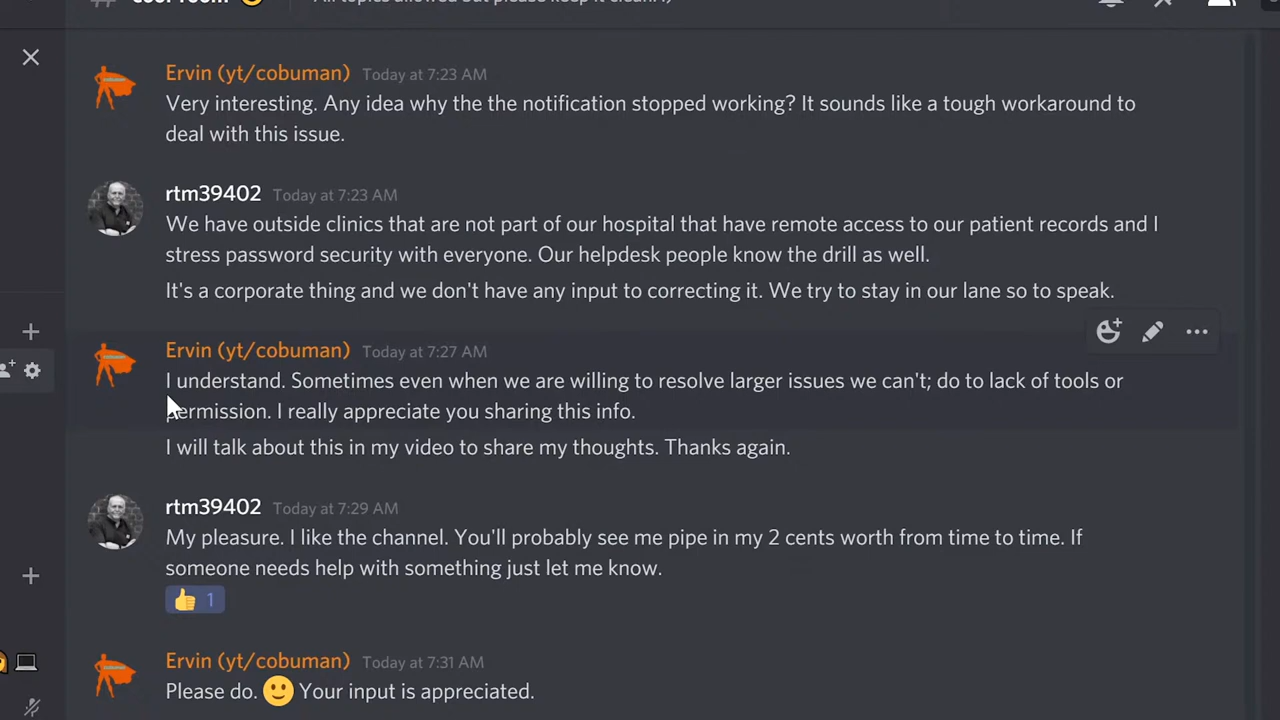 Ervin (yt/cobuman) Today at 7:23 AM
Very interesting. Any idea why the the notification stopped working? It sounds like a tough workaround to
deal with this issue.
rtm39402 Today at 7:23 AM
We have outside clinics that are not part of our hospital that have remote access to our patient records and I
stress password security with everyone. Our helpdesk people know the drill as well.
It's a corporate thing and we don't have any input to correcting it. We try to stay in our lane so to speak.
Ervin (yt/cobuman) Today at 7:27 AM
I understand. Sometimes even when we are willing to resolve larger issues we can't; do to lack of tools or
permission. I really appreciate you sharing this info.
I will talk about this in my video to share my thoughts. Thanks again.
rtm39402 Today at 7:29 AM
My pleasure. I like the channel. You'll probably see me pipe in my 2 cents worth from time to time. If
someone needs help with something just let me know.
👍 1
Ervin (yt/cobuman) Today at 7:31 AM
Please do. 🙂 Your input is appreciated.